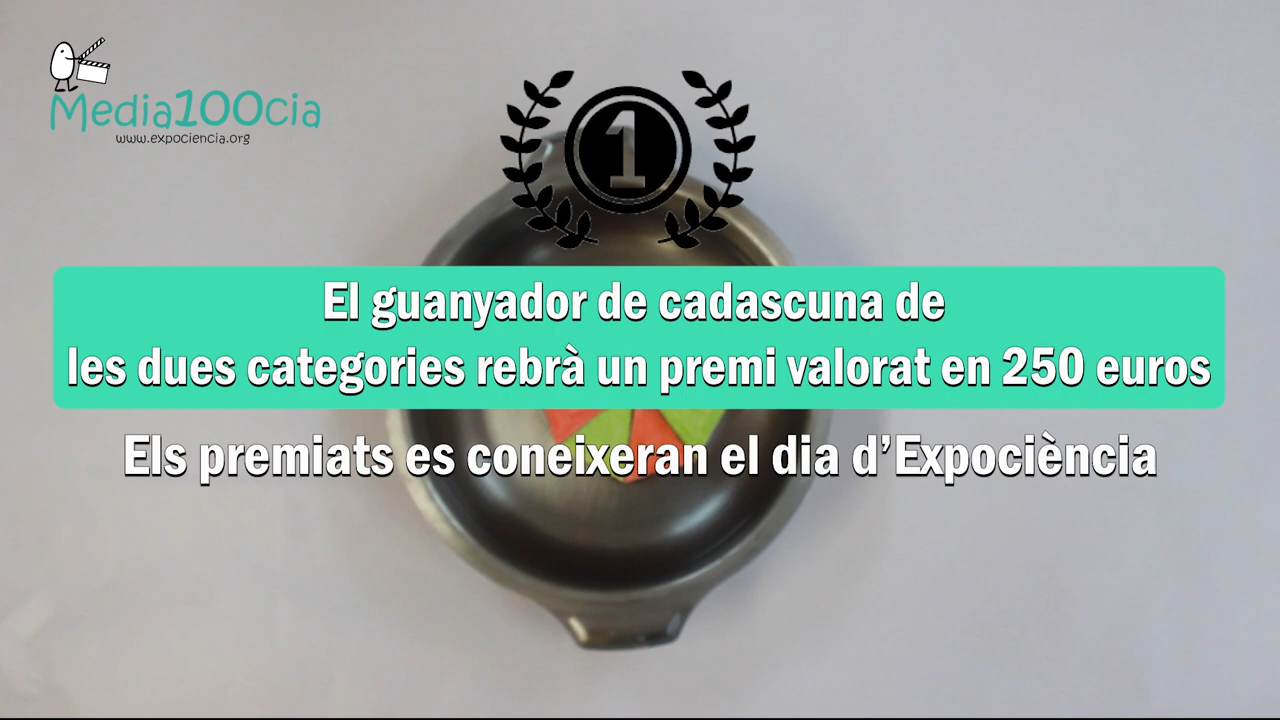 Media100cia
www.expociencia.org
1
El guanyador de cadascuna de
les dues categories rebrà un premi valorat en 250 euros
Els premiats es coneixeran el dia d’Expociència